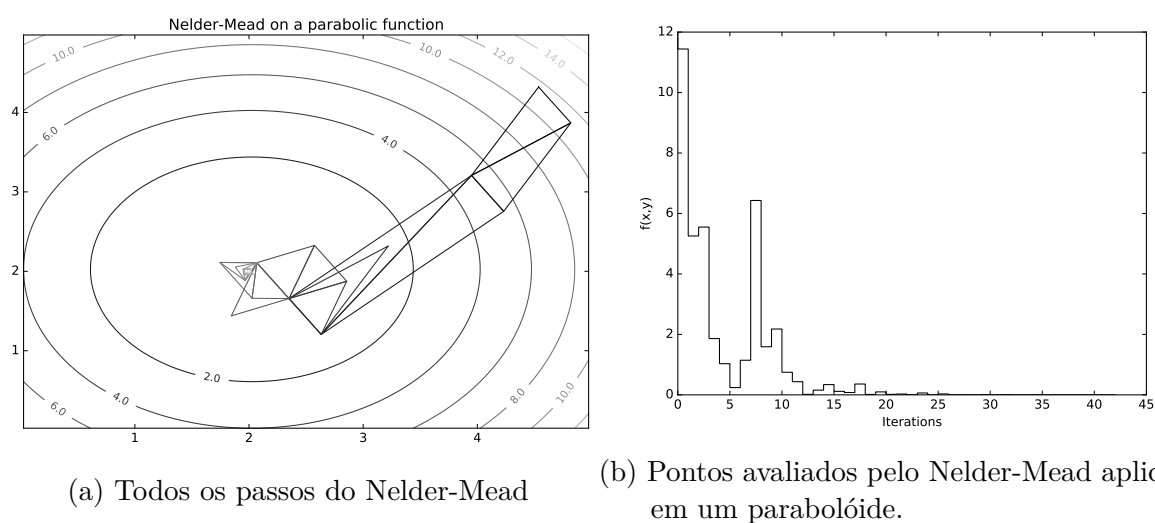 Nelder-Mead on a parabolic function
10.0
10.0
12.0
14.0
6.0
4.0
2.0
4.0
6.0
8.0
10.0
4
3
2
1
1 2 3 4
(a) Todos os passos do Nelder-Mead
12
10
8
6
4
2
0
f(x,y)
0 5 10 15 20 25 30 35 40 45
Iterations
(b) Pontos avaliados pelo Nelder-Mead aplic
em um parabolóide.